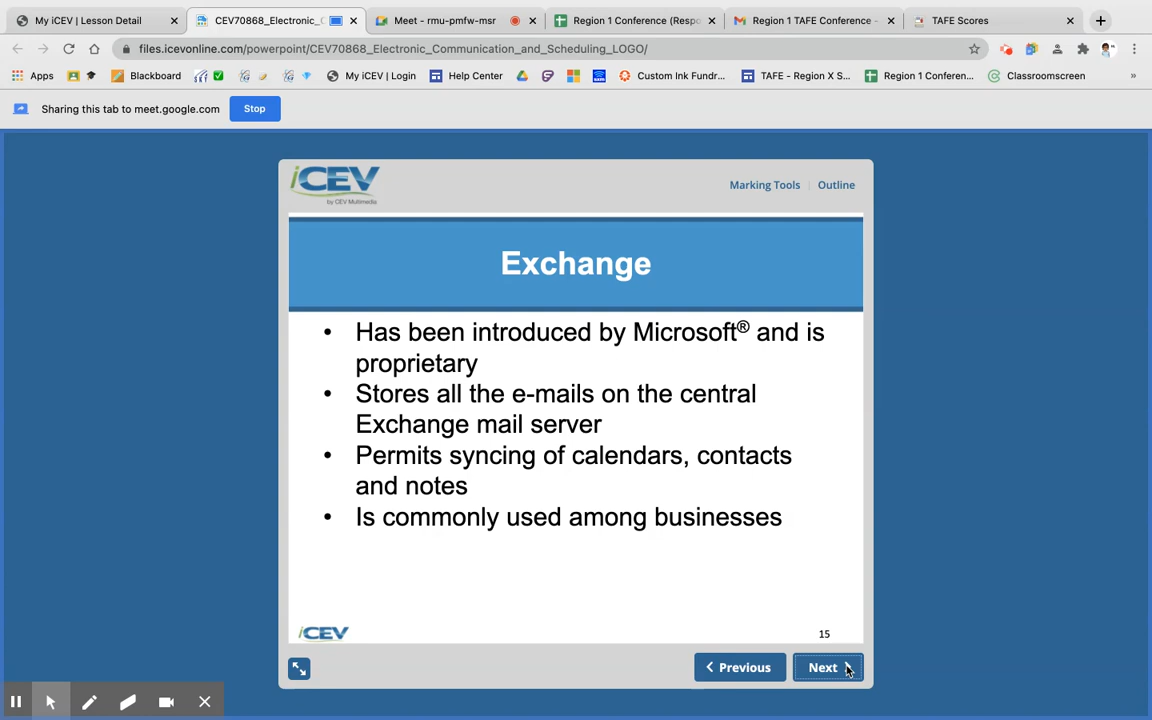 My iCEV | Lesson Detail
CEV70868_Electronic_C
Meet - rmu-pmfw-msr
Region 1 Conference (Respo
Region 1 TAFE Conference -
TAFE Scores
files.icevonline.com/powerpoint/CEV70868_Electronic_Communication_and_Scheduling_LOGO/
Apps
Blackboard
My iCEV | Login
Help Center
Custom Ink Fundr...
TAFE - Region X S...
Region 1 Conferen...
Classroomscreen
»
Sharing this tab to meet.google.com
Stop
iCEV
by CEV Multimedia
Marking Tools | Outline
Exchange
• Has been introduced by Microsoft® and is
proprietary
• Stores all the e-mails on the central
Exchange mail server
• Permits syncing of calendars, contacts
and notes
• Is commonly used among businesses
iCEV
15
Previous
Next